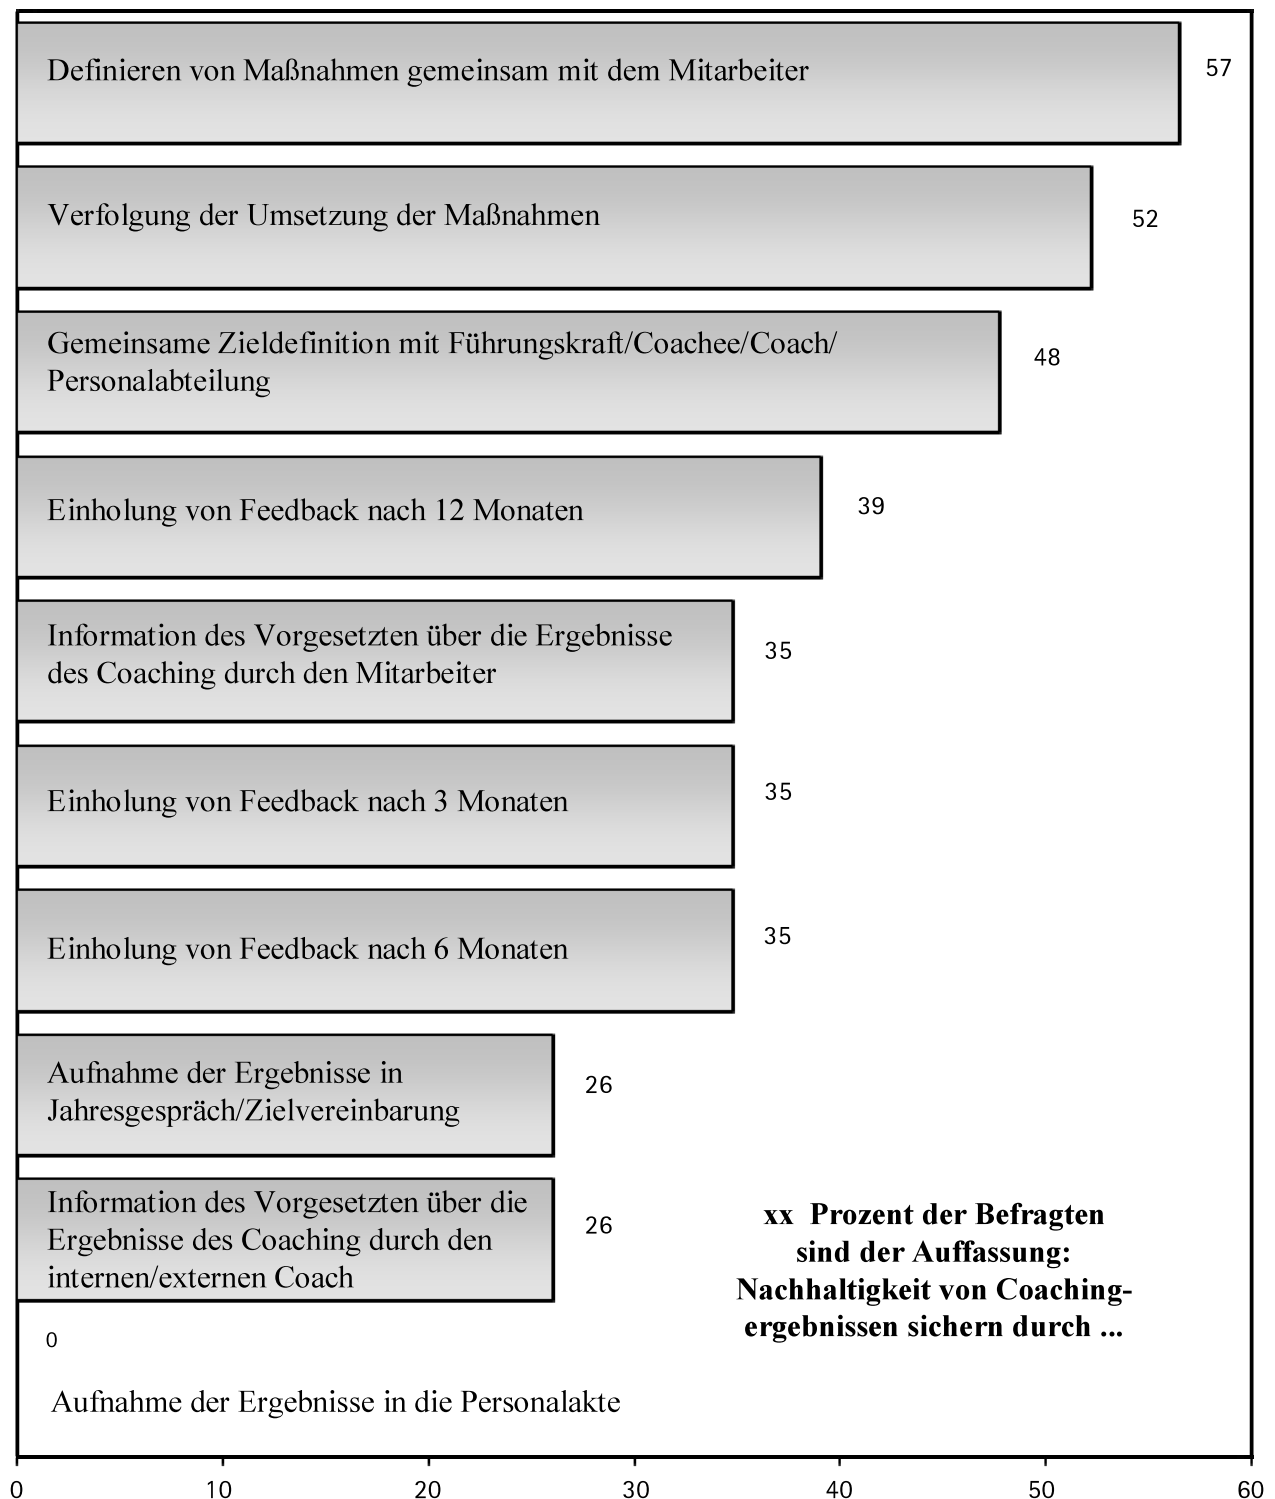 Definieren von Maßnahmen gemeinsam mit dem Mitarbeiter
57
Verfolgung der Umsetzung der Maßnahmen
52
Gemeinsame Zieldefinition mit Führungskraft/Coachee/Coach/
Personalabteilung
48
Einholung von Feedback nach 12 Monaten
39
Information des Vorgesetzten über die Ergebnisse
des Coaching durch den Mitarbeiter
35
Einholung von Feedback nach 3 Monaten
35
Einholung von Feedback nach 6 Monaten
35
Aufnahme der Ergebnisse in
Jahresgespräch/Zielvereinbarung
26
Information des Vorgesetzten über die
Ergebnisse des Coaching durch den
internen/externen Coach
26
xx Prozent der Befragten
sind der Auffassung:
Nachhaltigkeit von Coaching-
ergebnissen sichern durch ...
0
Aufnahme der Ergebnisse in die Personalakte
0 10 20 30 40 50 60